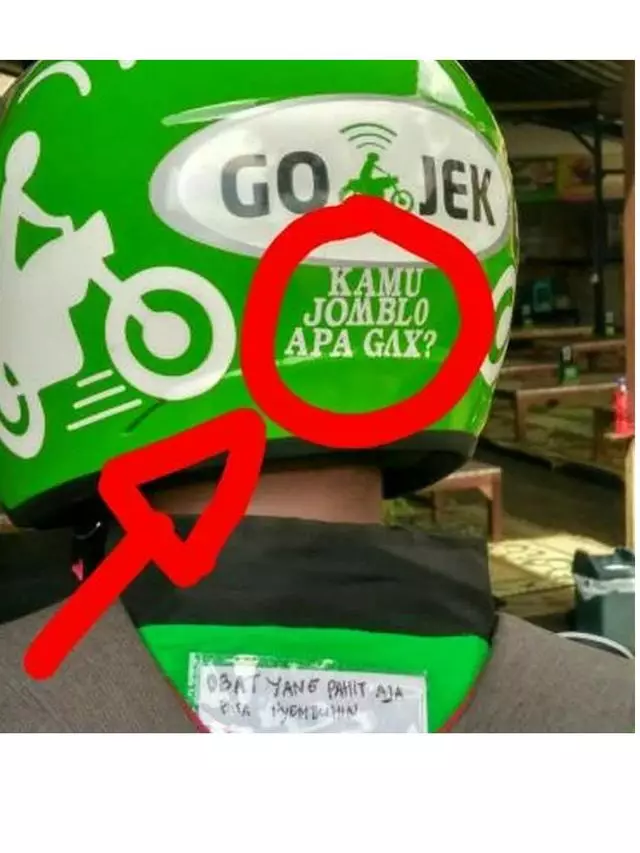 GO JEK
KAMU
JOMBLO
APA GAX?
OBAT YANG PAHIT AJA
BISA NYEMBUHIN